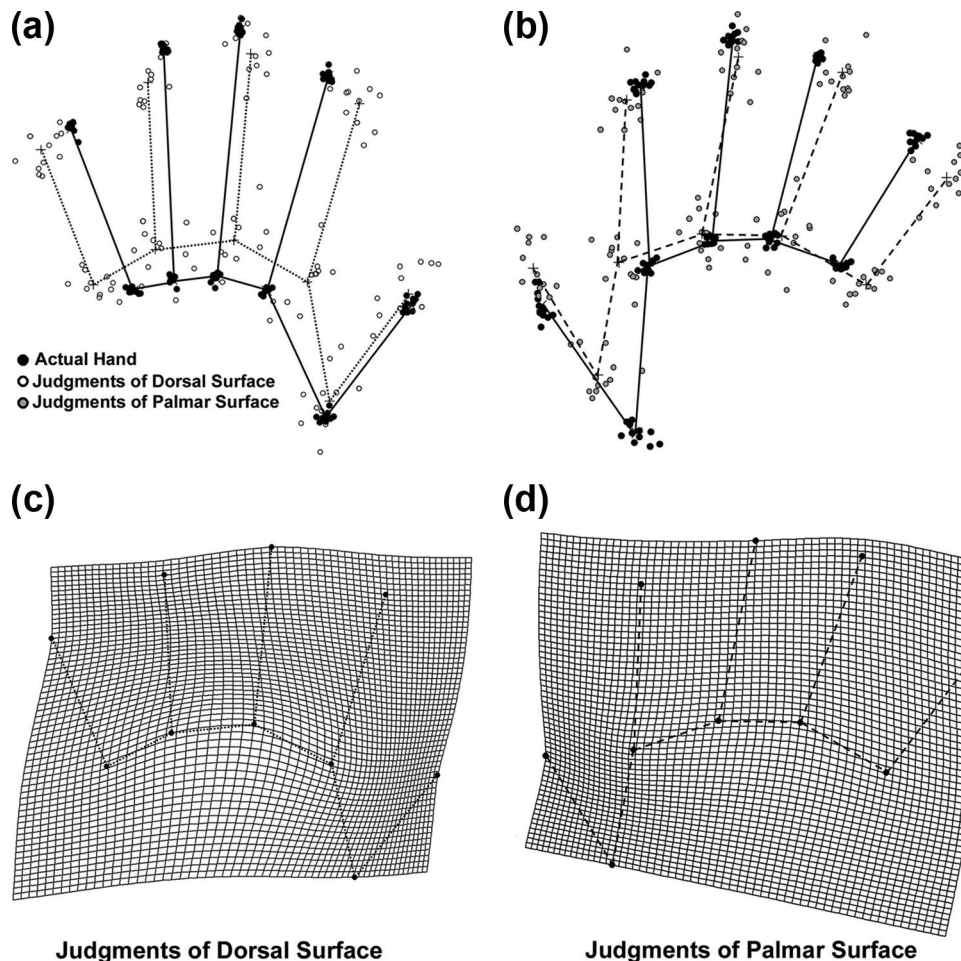 (a)
(b)
Actual Hand
Judgments of Dorsal Surface
Judgments of Palmar Surface
(c)
(d)
Judgments of Dorsal Surface
Judgments of Palmar Surface